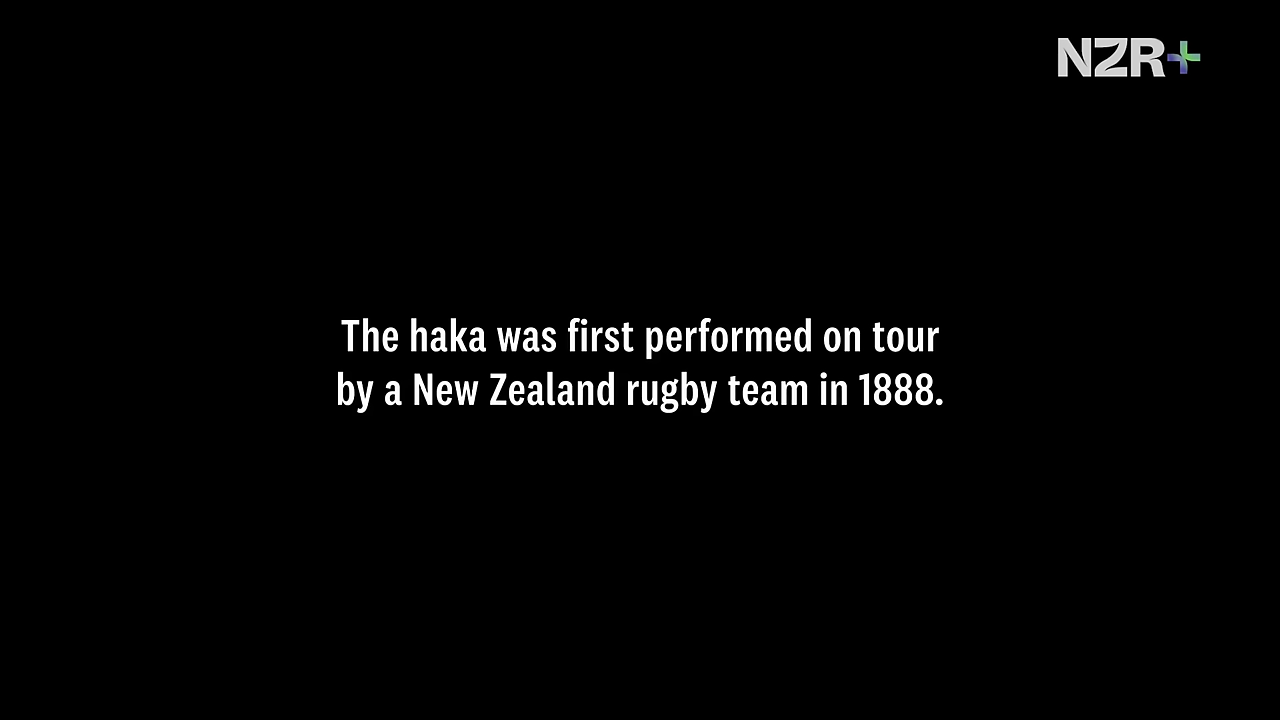 NZR+
The haka was first performed on tour
by a New Zealand rugby team in 1888.